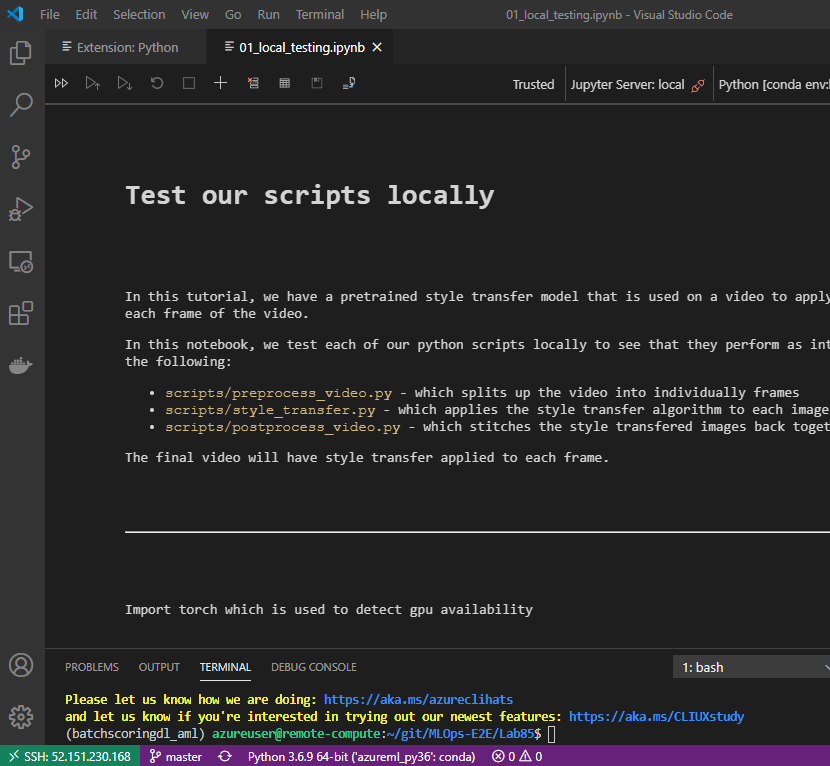 File Edit Selection View Go Run Terminal Help 01_local_testing.ipynb - Visual Studio Code
Extension: Python 01_local_testing.ipynb
Trusted Jupyter Server: local Python [conda env:
Test our scripts locally
In this tutorial, we have a pretrained style transfer model that is used on a video to apply
each frame of the video.
In this notebook, we test each of our python scripts locally to see that they perform as int
the following:
• scripts/preprocess_video.py - which splits up the video into individually frames
• scripts/style_transfer.py - which applies the style transfer algorithm to each image
• scripts/postprocess_video.py - which stitches the style transfered images back toget
The final video will have style transfer applied to each frame.
Import torch which is used to detect gpu availability
PROBLEMS OUTPUT TERMINAL DEBUG CONSOLE 1: bash
Please let us know how we are doing: https://aka.ms/azureclihats
and let us know if you're interested in trying out our newest features: https://aka.ms/CLIUXstudy
(batchscoringdl_aml) azureuser@remote-compute:~/git/MLOps-E2E/Lab85$
SSH: 52.151.230.168 master Python 3.6.9 64-bit ('azureml_py36': conda) 0 0